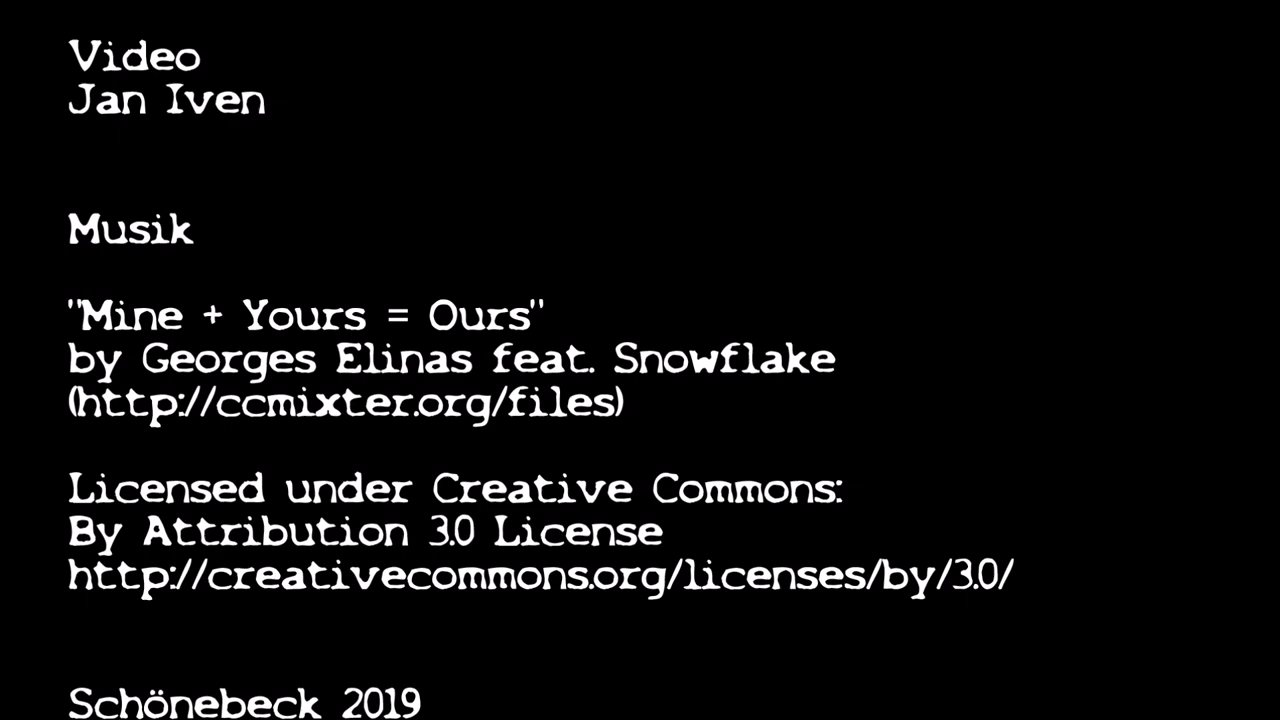 Video
Jan Iven
Musik
"Mine + Yours = Ours"
by Georges Elinas feat. Snowflake
(http://ccmixter.org/files)
Licensed under Creative Commons:
By Attribution 3.0 License
http://creativecommons.org/licenses/by/3.0/
Schönebeck 2019